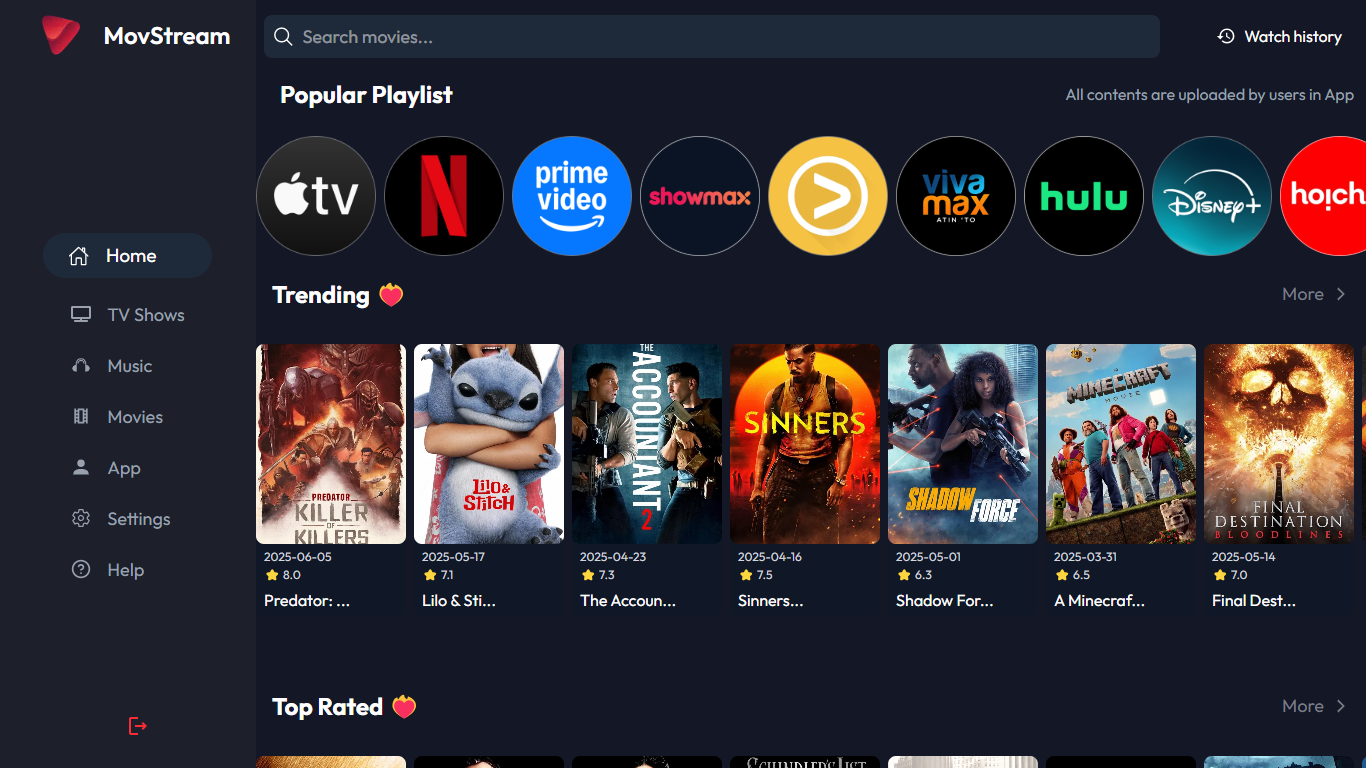 MovStream
Search movies...
Watch history
Popular Playlist
All contents are uploaded by users in App
tv
N
prime
video
showmax
viva
max
ATIN 'TO
hulu
Disney+
hoich
Trending
More
Home
TV Shows
Music
Movies
App
Settings
Help
PREDATOR
KILLER
OF
KILLERS
Lilo &
Stitch
THE
ACCOUNTANT
2
SINNERS
SHADOW
FORCE
MINECRAFT
MOVIE
FINAL
DESTINATION
BLOODLINES
2025-06-05
8.0
Predator: ...
2025-05-17
7.1
Lilo & Sti...
2025-04-23
7.3
The Accoun...
2025-04-16
7.5
Sinners...
2025-05-01
6.3
Shadow For...
2025-03-31
6.5
A Minecraf...
2025-05-14
7.0
Final Dest...
Top Rated
More
SCHINDLER'S LIST